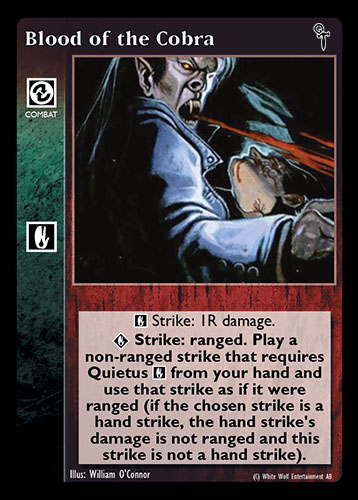 Blood of the Cobra
COMBAT
Strike: 1R damage.
Strike: ranged. Play a
non-ranged strike that requires
Quietus from your hand and
use that strike as if it were
ranged (if the chosen strike is a
hand strike, the hand strike's
damage is not ranged and this
strike is not a hand strike).
Illus: William O'Connor
(C) White Wolf Entertainment AB